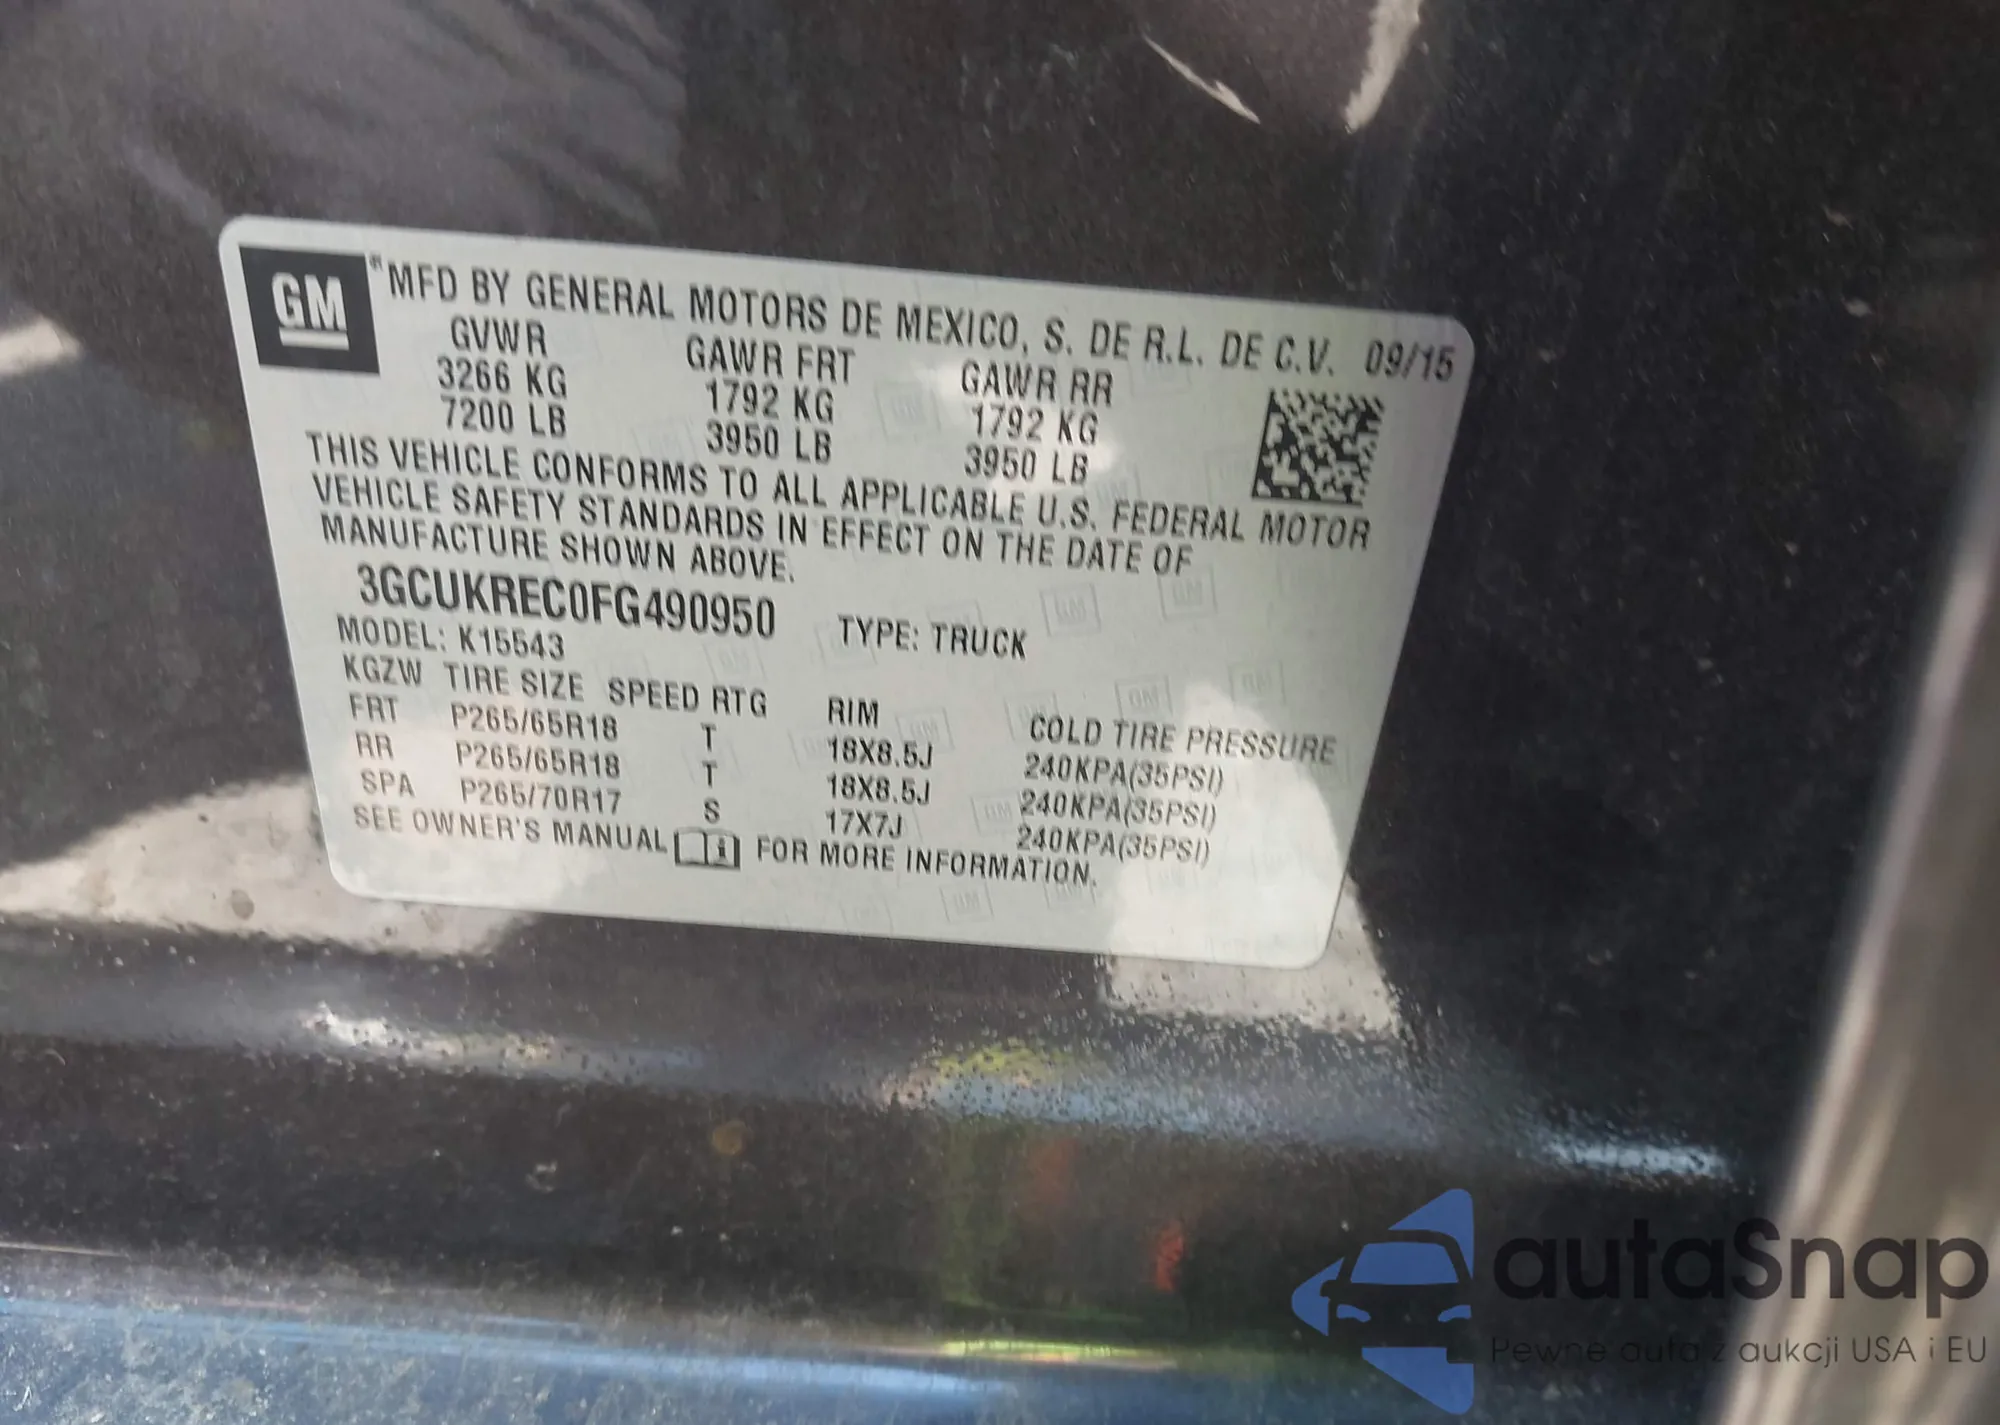 GM® MFD BY GENERAL MOTORS DE MEXICO, S. DE R.L. DE C.V. 09/15
GVWR GAWR FRT GAWR RR
3266 KG 1792 KG 1792 KG
7200 LB 3950 LB 3950 LB
THIS VEHICLE CONFORMS TO ALL APPLICABLE U.S. FEDERAL MOTOR
VEHICLE SAFETY STANDARDS IN EFFECT ON THE DATE OF
MANUFACTURE SHOWN ABOVE.
3GCUKREC0FG490950 TYPE: TRUCK
MODEL: K15543
KGZW TIRE SIZE SPEED RTG RIM COLD TIRE PRESSURE
FRT P265/65R18 T 18X8.5J 240KPA(35PSI)
RR P265/65R18 T 18X8.5J 240KPA(35PSI)
SPA P265/70R17 S 17X7J 240KPA(35PSI)
SEE OWNER'S MANUAL i FOR MORE INFORMATION.
autaSnap
Pewne auta z aukcji USA i EU